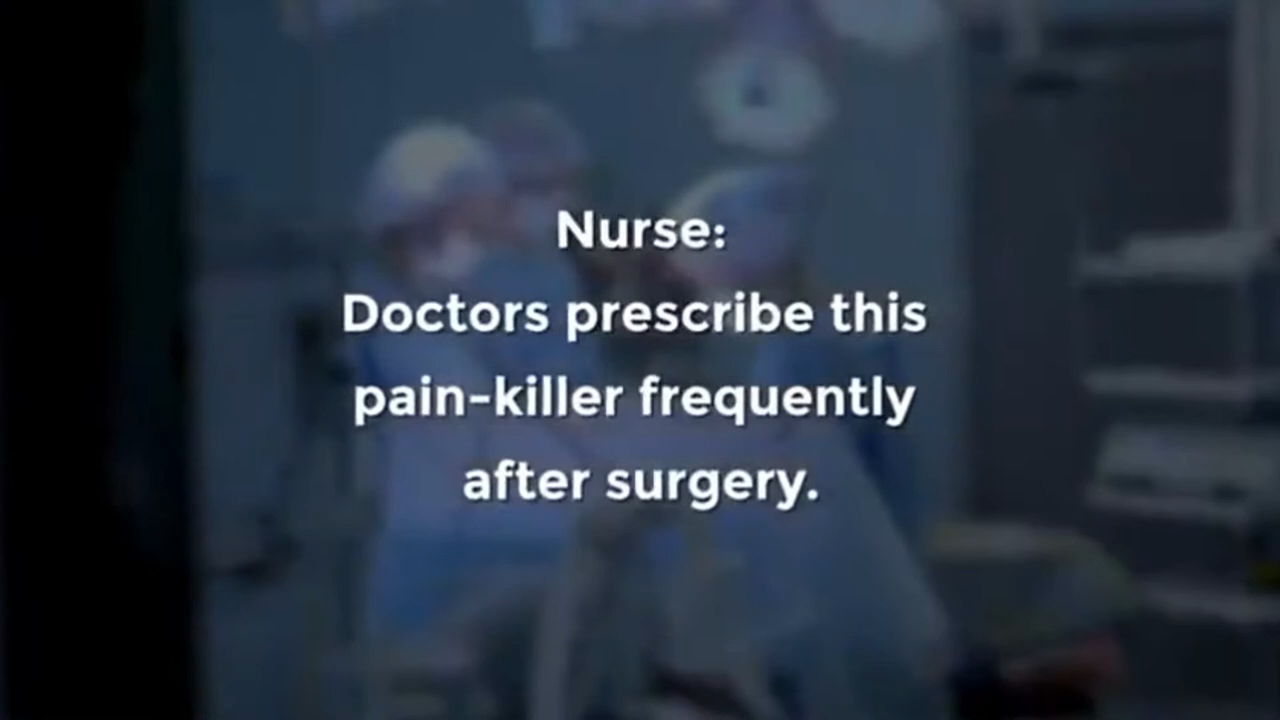 Nurse:
Doctors prescribe this
pain-killer frequently
after surgery.